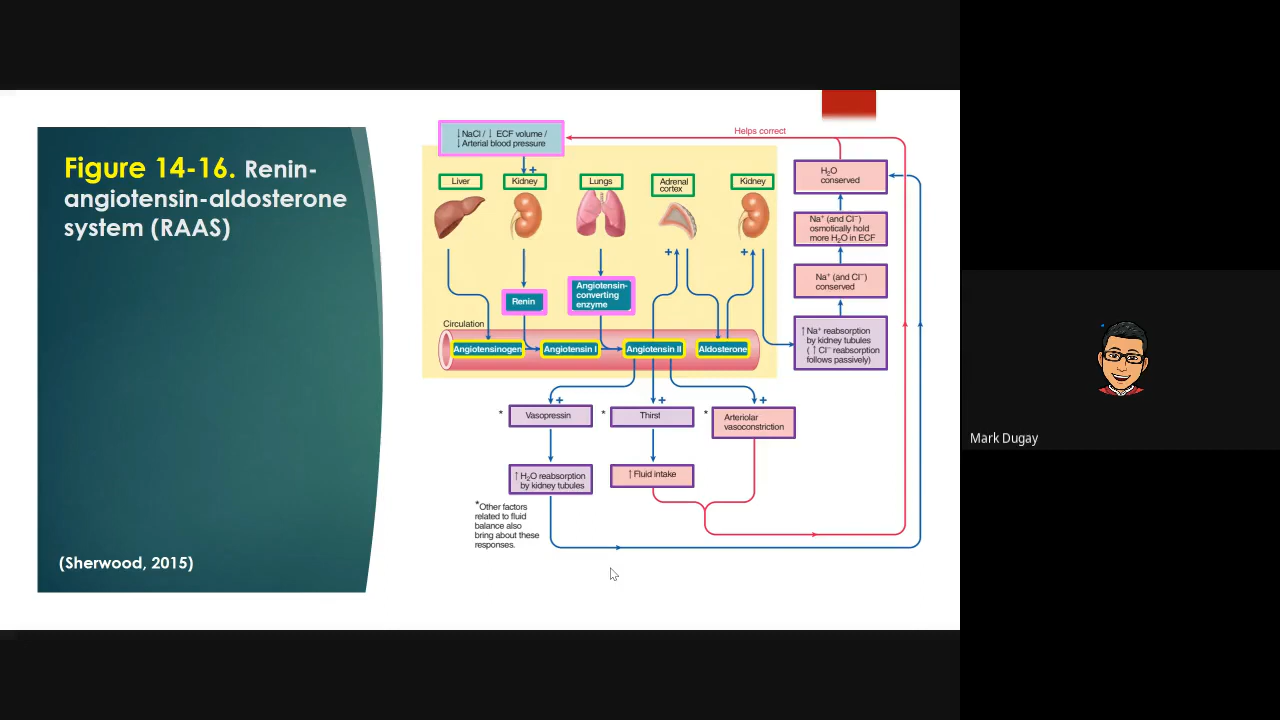 Figure 14-16. Renin-
angiotensin-aldosterone
system (RAAS)
(Sherwood, 2015)
↓NaCl / ↓ ECF volume /
↓Arterial blood pressure
Helps correct
+
Liver
Kidney
Lungs
Adrenal
cortex
Kidney
+
+
Renin
Angiotensin-
converting
enzyme
Circulation
Angiotensinogen
Angiotensin I
Angiotensin II
Aldosterone
H₂O
conserved
Na⁺ (and Cl⁻)
osmotically hold
more H₂O in ECF
Na⁺ (and Cl⁻)
conserved
↑Na⁺ reabsorption
by kidney tubules
(↑Cl⁻ reabsorption
follows passively)
+
+
+
* Vasopressin
* Thirst
* Arteriolar
vasoconstriction
↑H₂O reabsorption
by kidney tubules
↑Fluid intake
*Other factors
related to fluid
balance also
bring about these
responses.
Mark Dugay